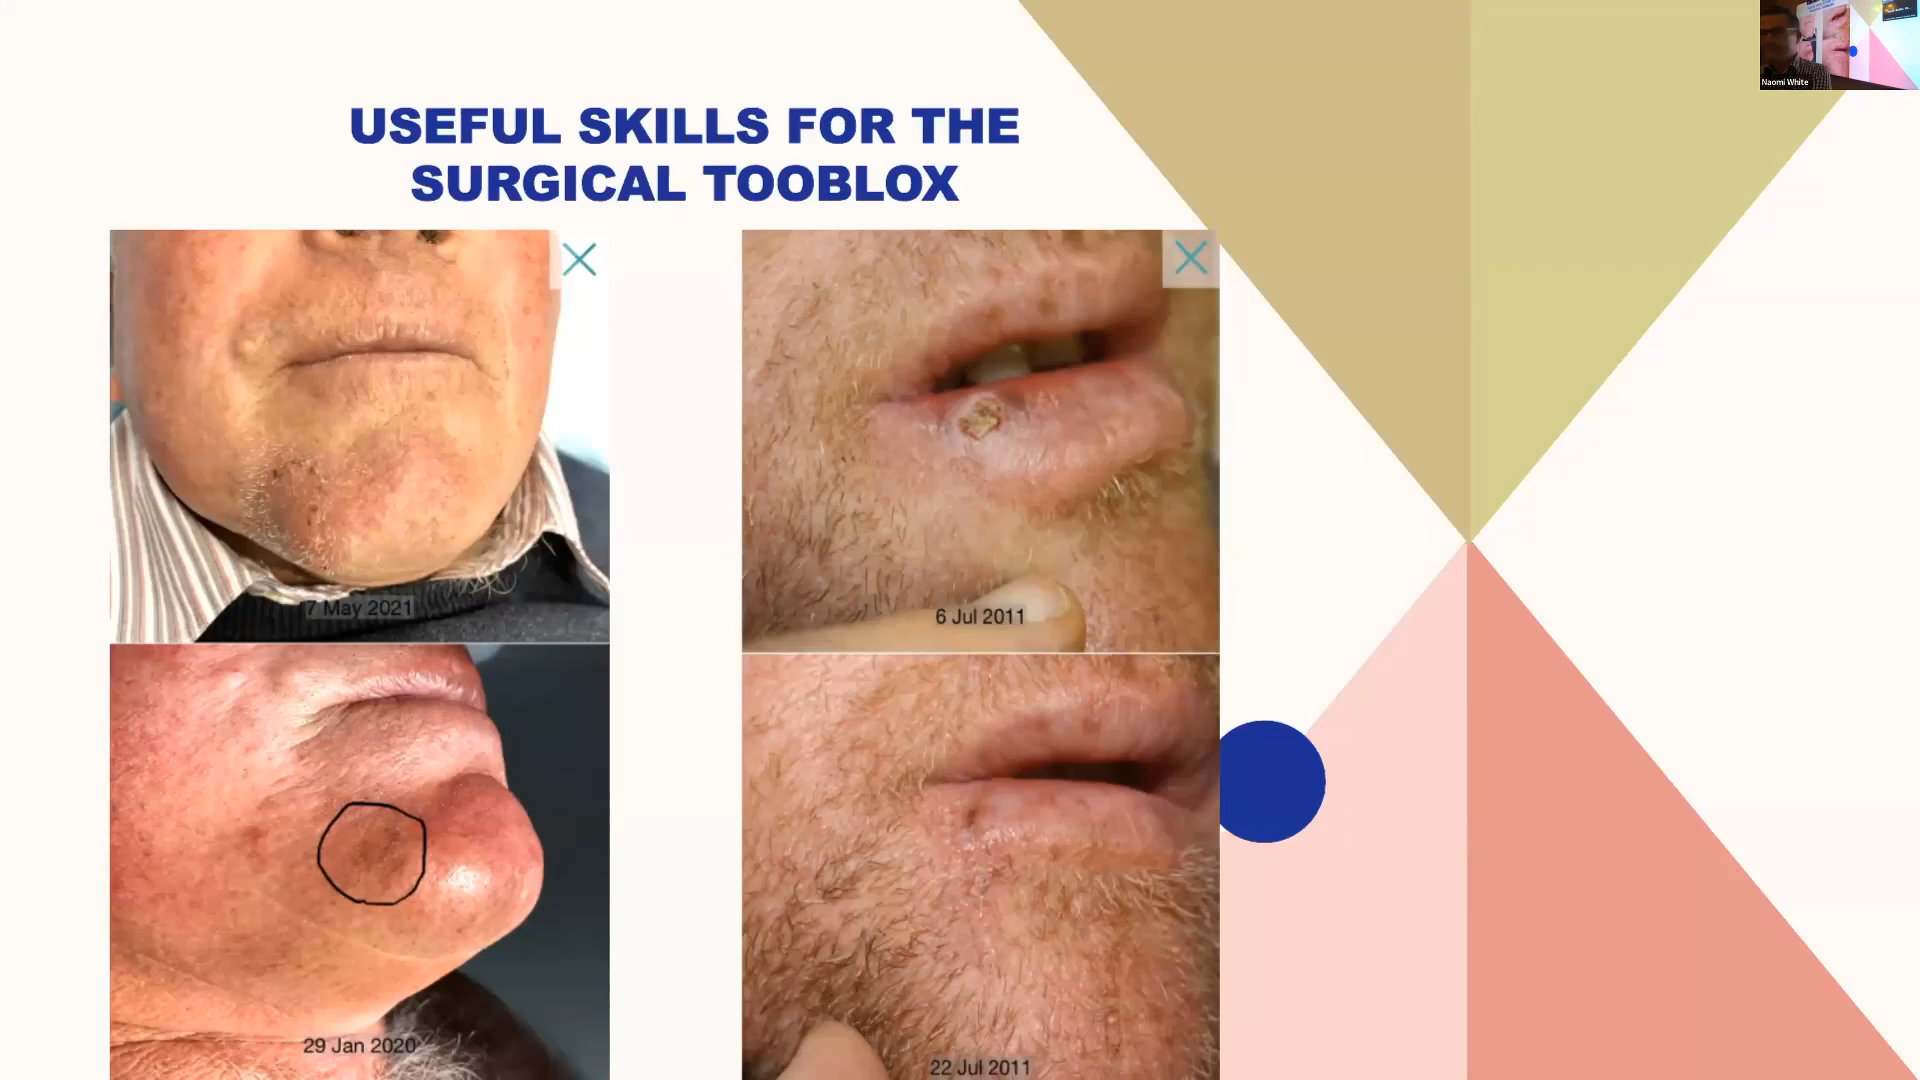 USEFUL SKILLS FOR THE
SURGICAL TOOBLOX
7 May 2021
6 Jul 2011
29 Jan 2020
22 Jul 2011
Naomi White